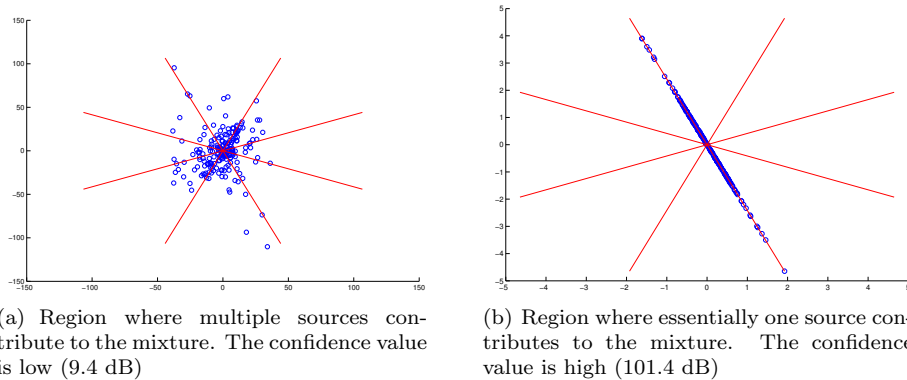 150
100
50
0
−50
−100
−150
−150 −100 −50 0 50 100 150
5
4
3
2
1
0
−1
−2
−3
−4
−5
−5 −4 −3 −2 −1 0 1 2 3 4 5
(a) Region where multiple sources con-
tribute to the mixture. The confidence value
is low (9.4 dB)
(b) Region where essentially one source con-
tributes to the mixture. The confidence
value is high (101.4 dB)